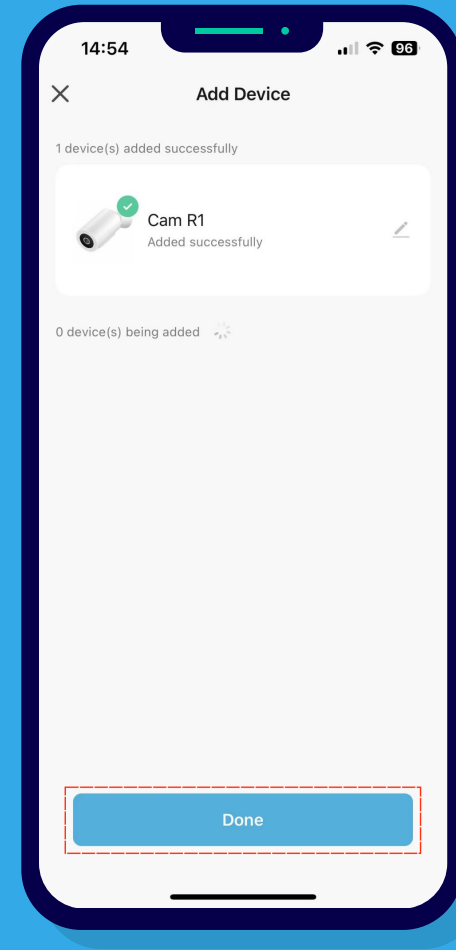 14:54
96
Add Device
1 device(s) added successfully
Cam R1
Added successfully
0 device(s) being added
Done